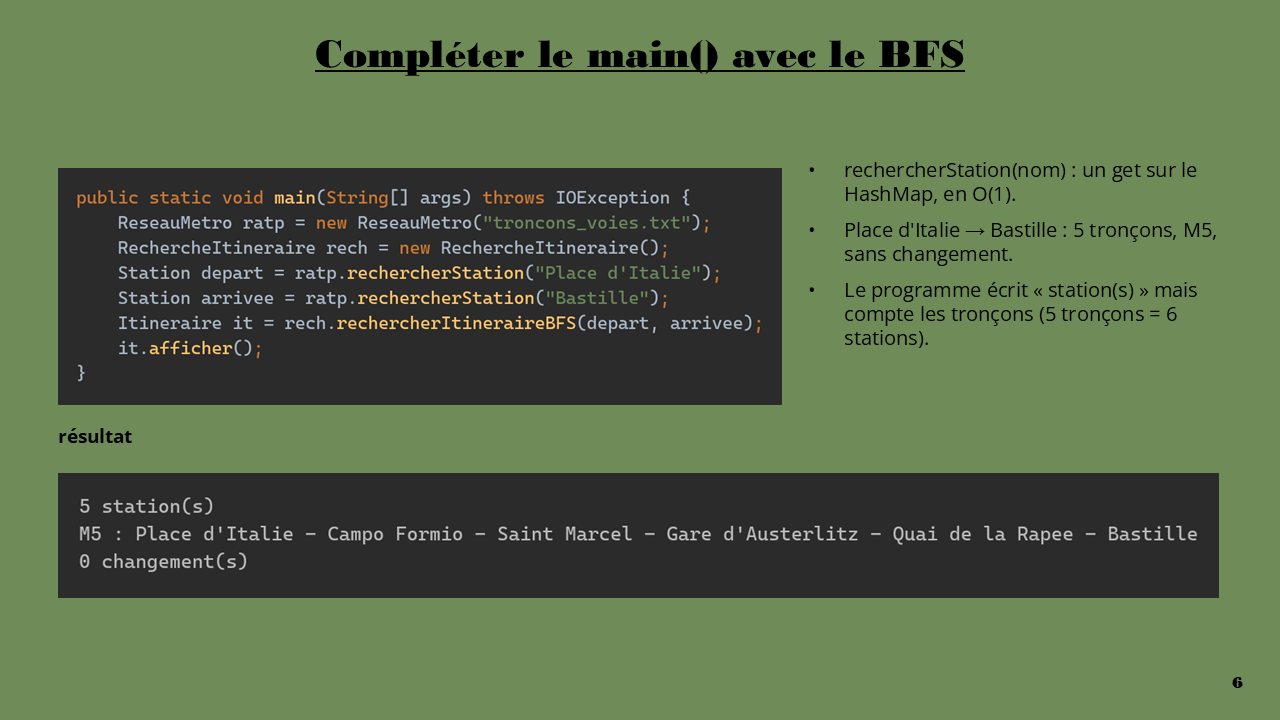 Compléter le main() avec le BFS
public static void main(String[] args) throws IOException {
    ReseauMetro ratp = new ReseauMetro("troncons_voies.txt");
    RechercheItineraire rech = new RechercheItineraire();
    Station depart = ratp.rechercherStation("Place d'Italie");
    Station arrivee = ratp.rechercherStation("Bastille");
    Itineraire it = rech.rechercherItineraireBFS(depart, arrivee);
    it.afficher();
}
• rechercherStation(nom) : un get sur le
HashMap, en O(1).
• Place d'Italie → Bastille : 5 tronçons, M5,
sans changement.
• Le programme écrit « station(s) » mais
compte les tronçons (5 tronçons = 6
stations).
résultat
5 station(s)
M5 : Place d'Italie – Campo Formio – Saint Marcel – Gare d'Austerlitz – Quai de la Rapee – Bastille
0 changement(s)
6